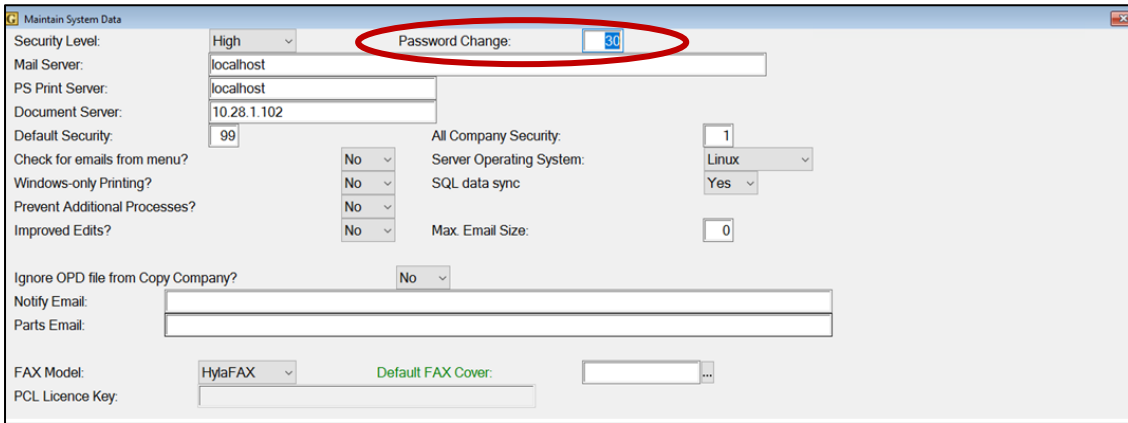 G Maintain System Data
Security Level: High Password Change: 30
Mail Server: localhost
PS Print Server: localhost
Document Server: 10.28.1.102
Default Security: 99 All Company Security: 1
Check for emails from menu? No Server Operating System: Linux
Windows-only Printing? No SQL data sync Yes
Prevent Additional Processes? No
Improved Edits? No Max. Email Size: 0
Ignore OPD file from Copy Company? No
Notify Email:
Parts Email:
FAX Model: HylaFAX Default FAX Cover: ...
PCL Licence Key: